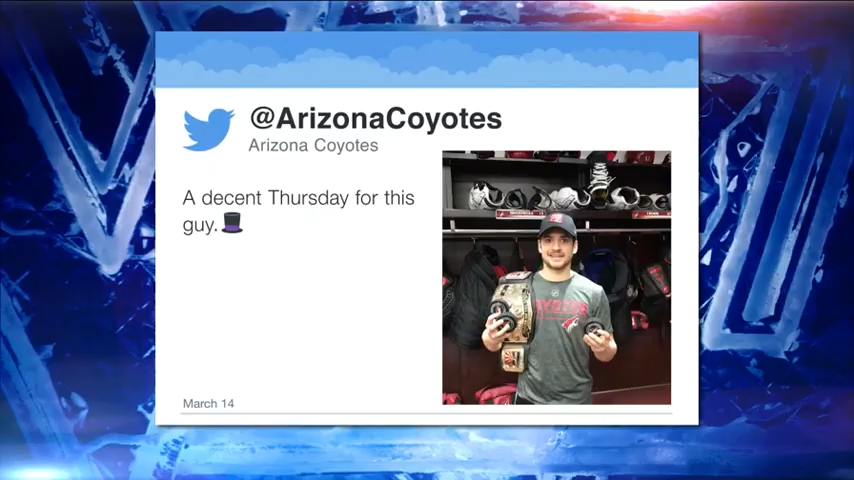 @ArizonaCoyotes
Arizona Coyotes
A decent Thursday for this
guy.🎩
March 14